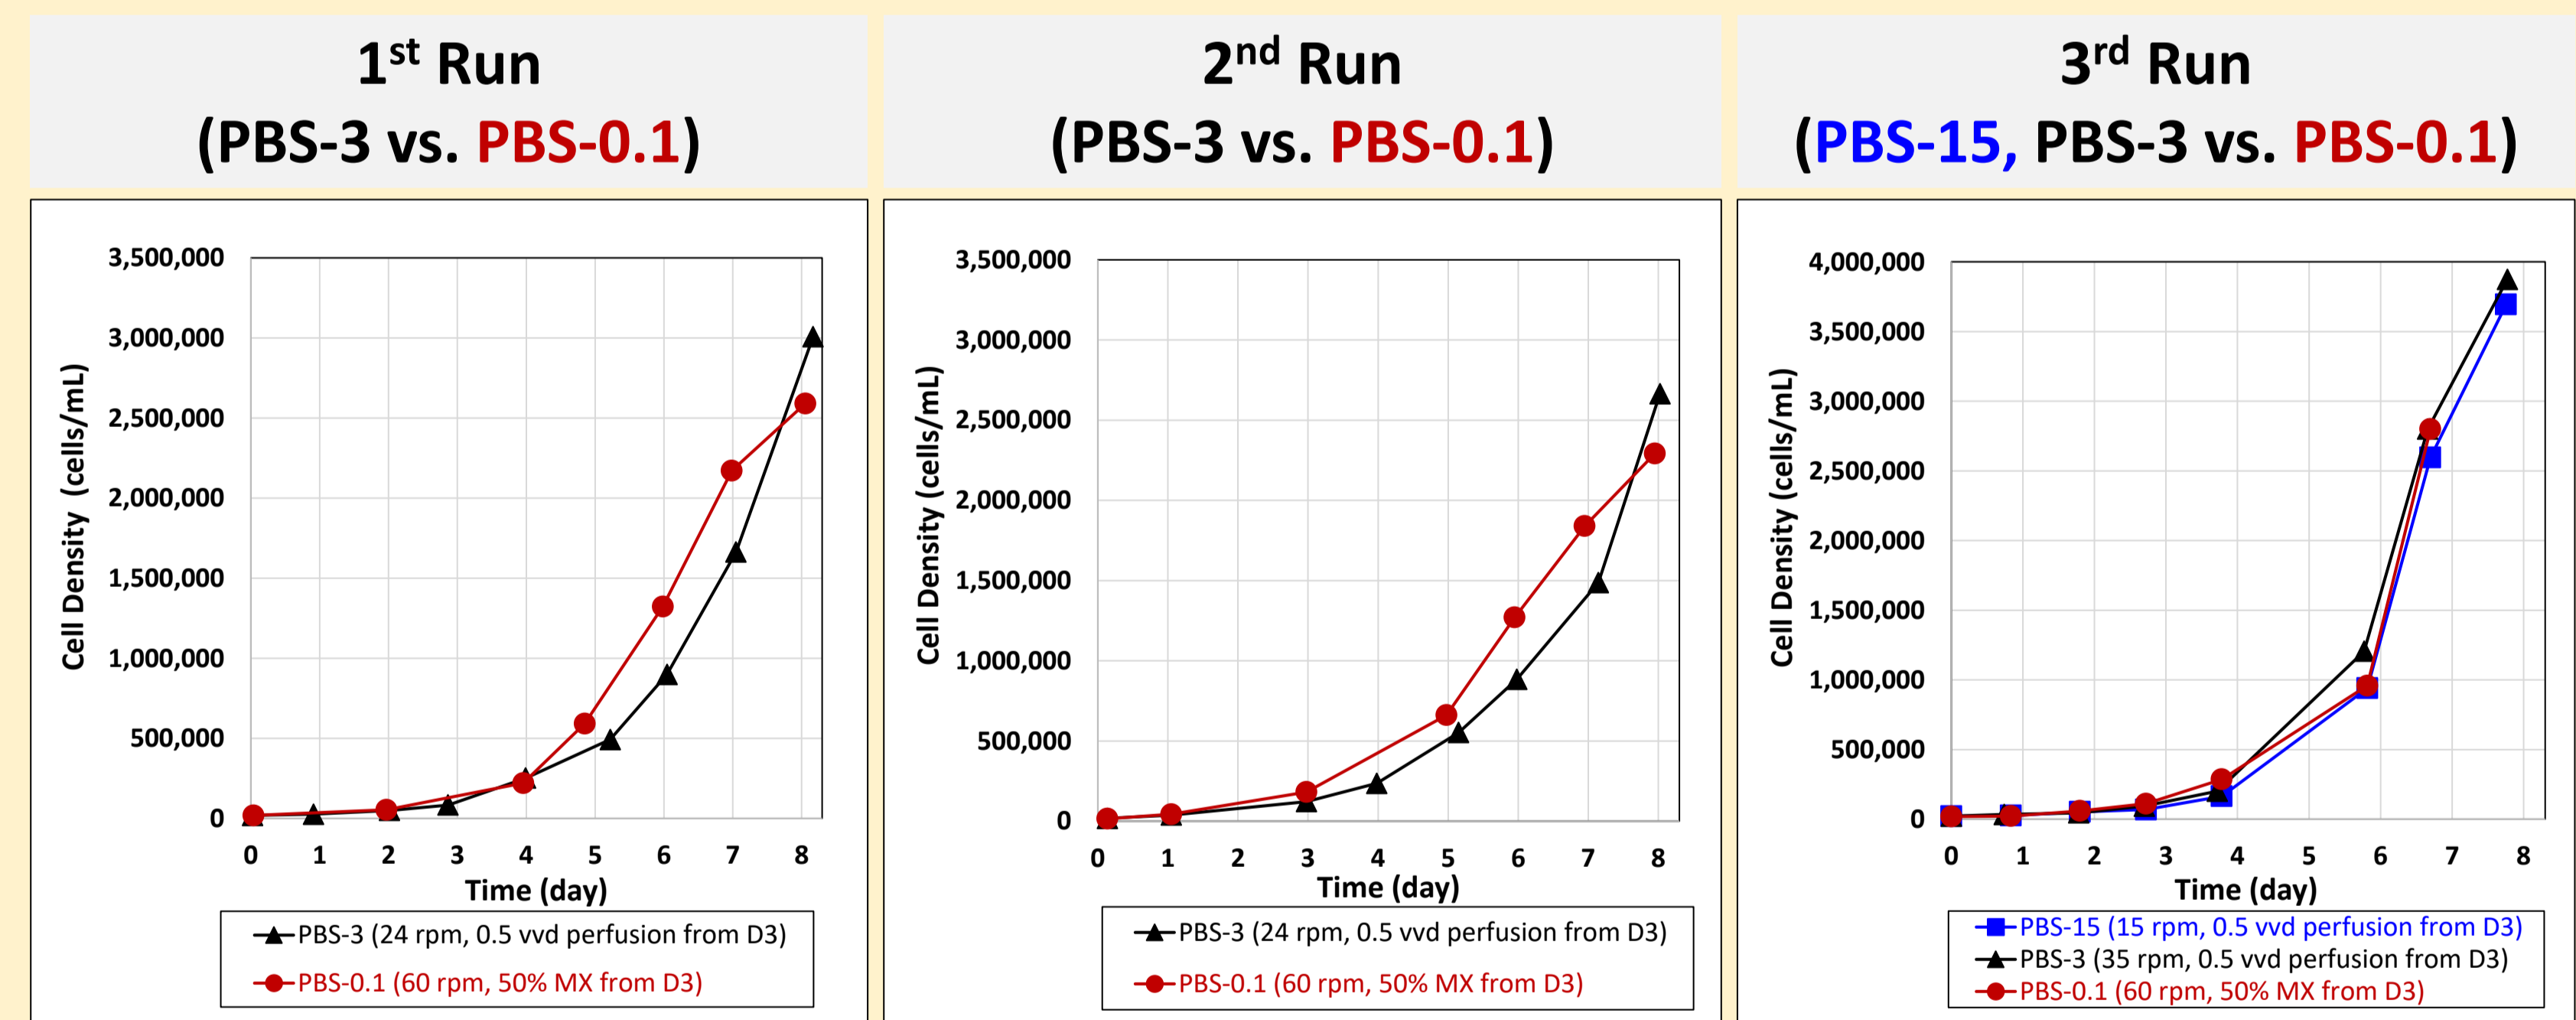 1st Run
(PBS-3 vs. PBS-0.1)
2nd Run
(PBS-3 vs. PBS-0.1)
3rd Run
(PBS-15, PBS-3 vs. PBS-0.1)
Cell Density (cells/mL)
3,500,000
3,000,000
2,500,000
2,000,000
1,500,000
1,000,000
500,000
0
0 1 2 3 4 5 6 7 8
Time (day)
PBS-3 (24 rpm, 0.5 vvd perfusion from D3)
PBS-0.1 (60 rpm, 50% MX from D3)
Cell Density (cells/mL)
3,500,000
3,000,000
2,500,000
2,000,000
1,500,000
1,000,000
500,000
0
0 1 2 3 4 5 6 7 8
Time (day)
PBS-3 (24 rpm, 0.5 vvd perfusion from D3)
PBS-0.1 (60 rpm, 50% MX from D3)
Cell Density (cells/mL)
4,000,000
3,500,000
3,000,000
2,500,000
2,000,000
1,500,000
1,000,000
500,000
0
0 1 2 3 4 5 6 7 8
Time (day)
PBS-15 (15 rpm, 0.5 vvd perfusion from D3)
PBS-3 (35 rpm, 0.5 vvd perfusion from D3)
PBS-0.1 (60 rpm, 50% MX from D3)